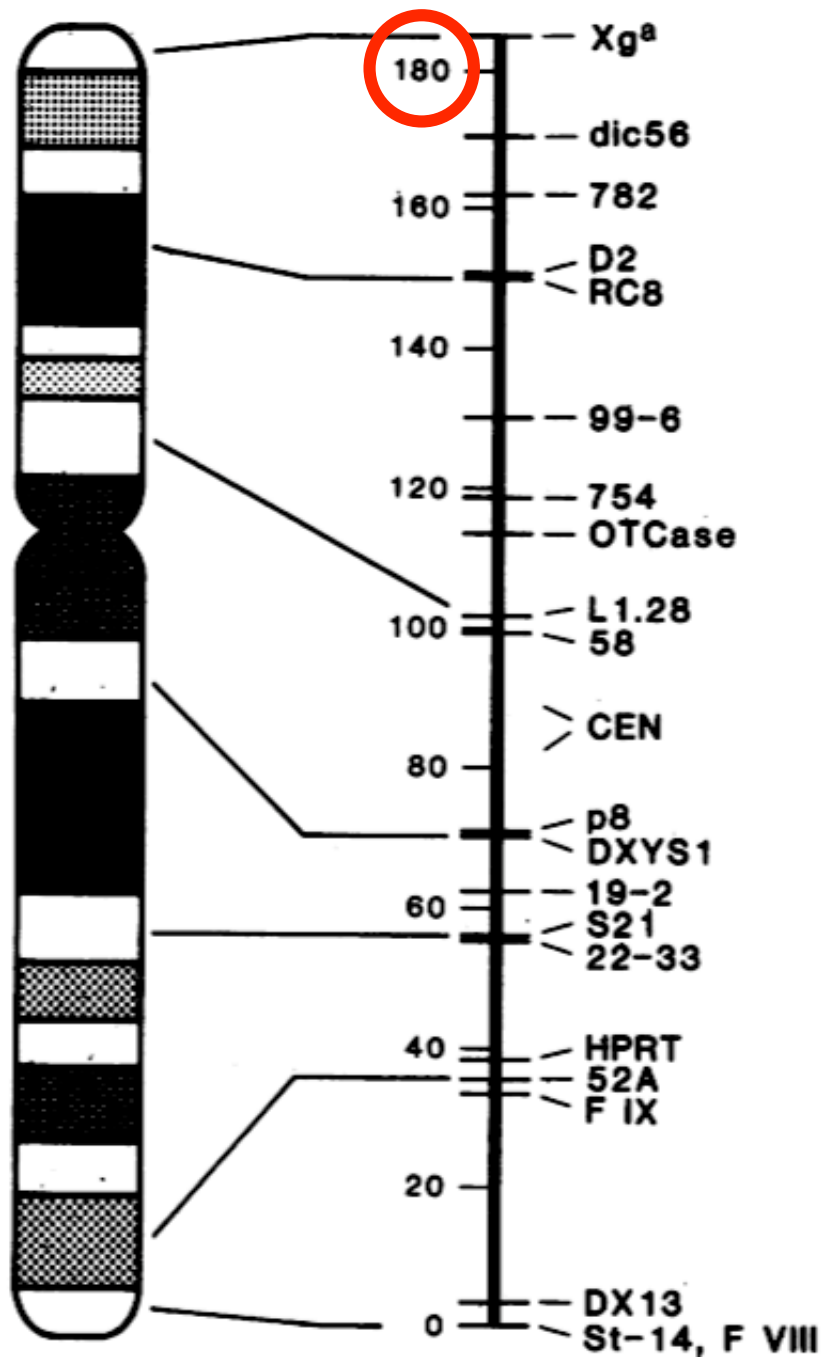 Xgª
180
dic56
782
160
D2
RC8
140
99-6
120
754
OTCase
L1.28
100
58
CEN
80
p8
DXYS1
19-2
60
S21
22-33
40
HPRT
52A
F IX
20
DX13
0
St-14, F VIII